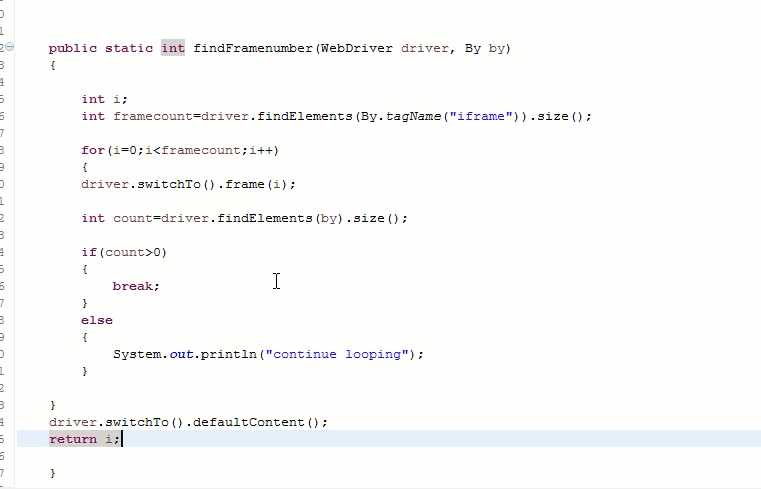 public static int findFramenumber(WebDriver driver, By by)
{
int i;
int framecount=driver.findElements(By.tagName("iframe")).size();
for(i=0;i<framecount;i++)
{
driver.switchTo().frame(i);
int count=driver.findElements(by).size();
if(count>0)
{
break;
}
else
{
System.out.println("continue looping");
}
}
driver.switchTo().defaultContent();
return i;
}